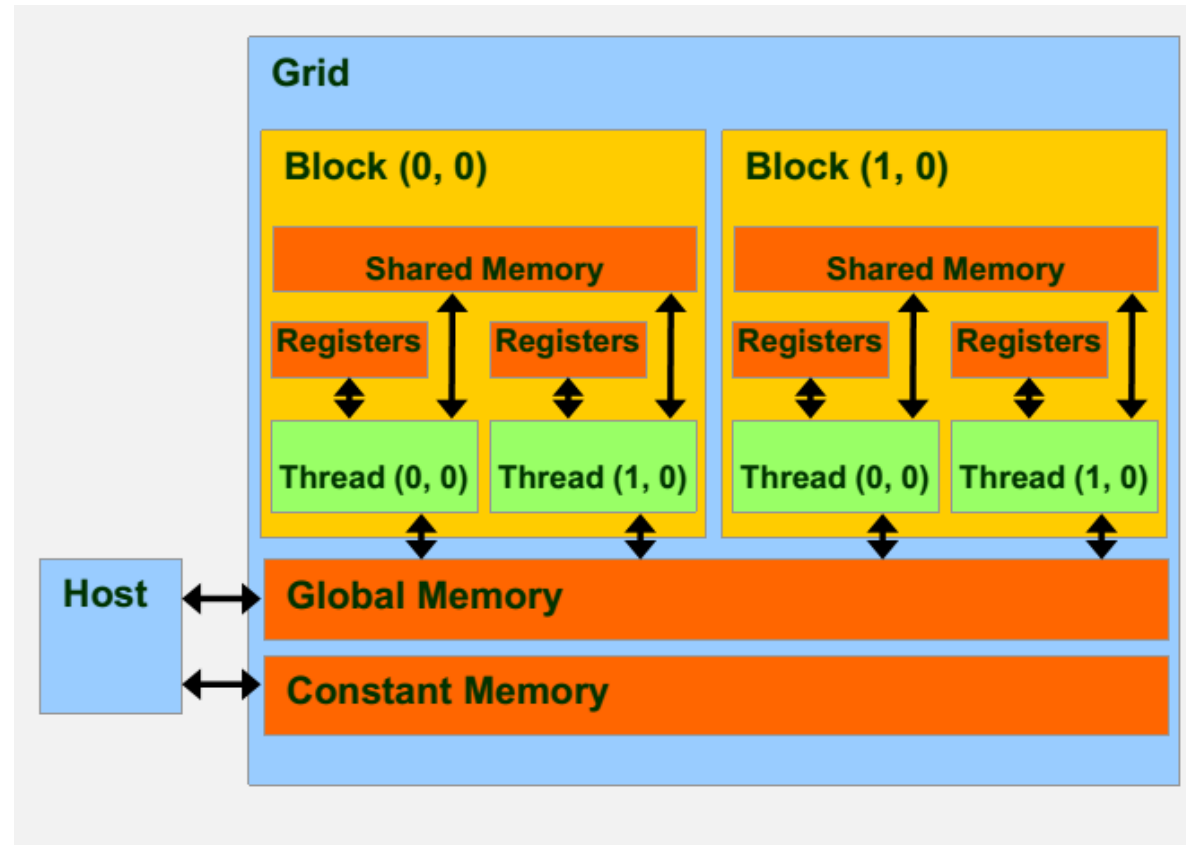 Grid
Block (0, 0)
Block (1, 0)
Shared Memory
Shared Memory
Registers
Registers
Registers
Registers
Thread (0, 0)
Thread (1, 0)
Thread (0, 0)
Thread (1, 0)
Host
Global Memory
Constant Memory